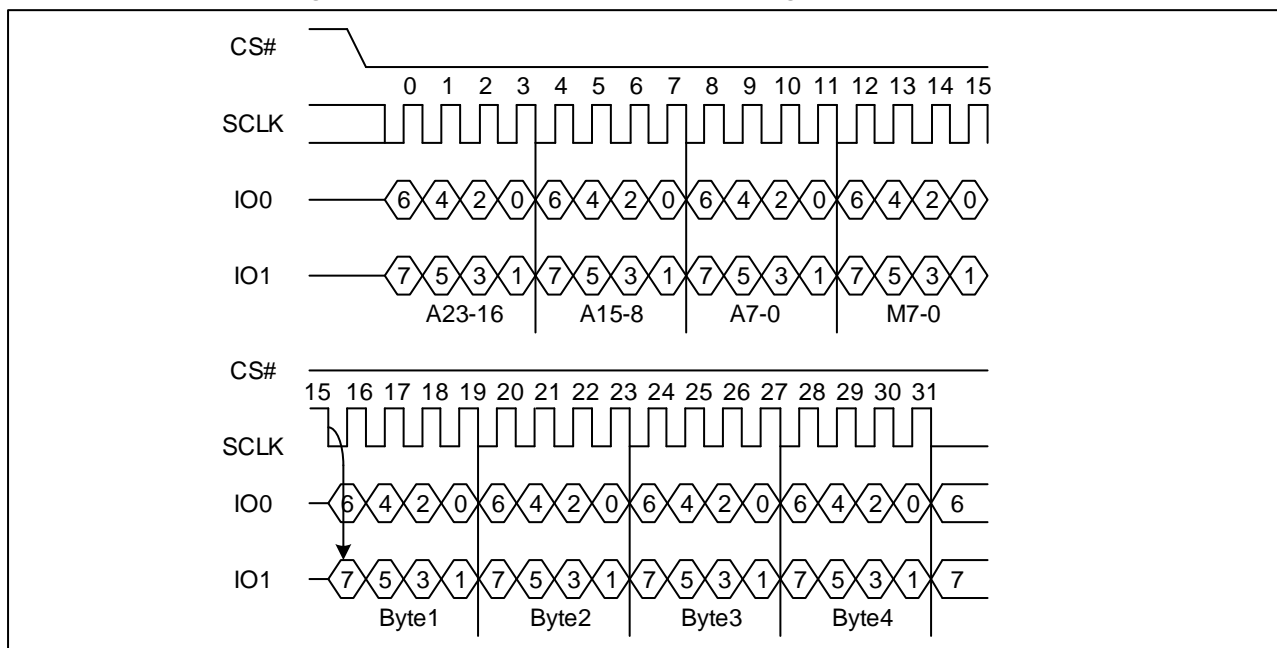 CS#
0 1 2 3 4 5 6 7 8 9 10 11 12 13 14 15
SCLK
IO0 6 4 2 0 6 4 2 0 6 4 2 0 6 4 2 0
IO1 7 5 3 1 7 5 3 1 7 5 3 1 7 5 3 1
A23-16 A15-8 A7-0 M7-0
CS#
15 16 17 18 19 20 21 22 23 24 25 26 27 28 29 30 31
SCLK
IO0 6 4 2 0 6 4 2 0 6 4 2 0 6 4 2 0 6
IO1 7 5 3 1 7 5 3 1 7 5 3 1 7 5 3 1 7
Byte1 Byte2 Byte3 Byte4